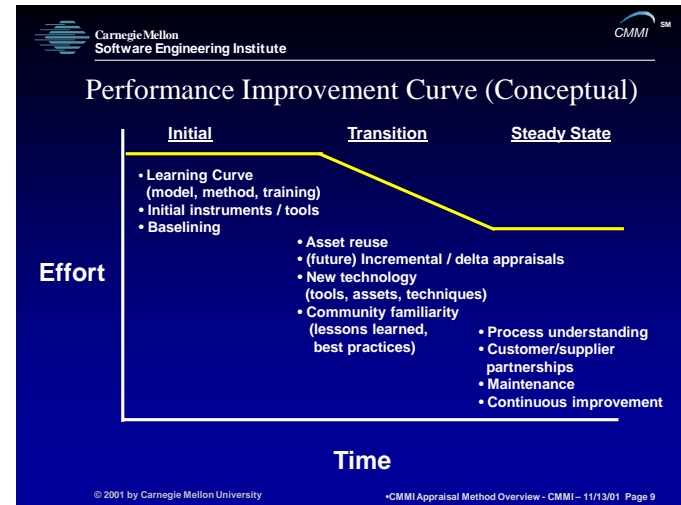 Carnegie Mellon
Software Engineering Institute
CMMI SM
Performance Improvement Curve (Conceptual)
Initial Transition Steady State
• Learning Curve
(model, method, training)
• Initial instruments / tools
• Baselining
• Asset reuse
• (future) Incremental / delta appraisals
• New technology
(tools, assets, techniques)
• Community familiarity
(lessons learned,
best practices)
• Process understanding
• Customer/supplier
partnerships
• Maintenance
• Continuous improvement
Effort
Time
© 2001 by Carnegie Mellon University
•CMMI Appraisal Method Overview - CMMI – 11/13/01 Page 9